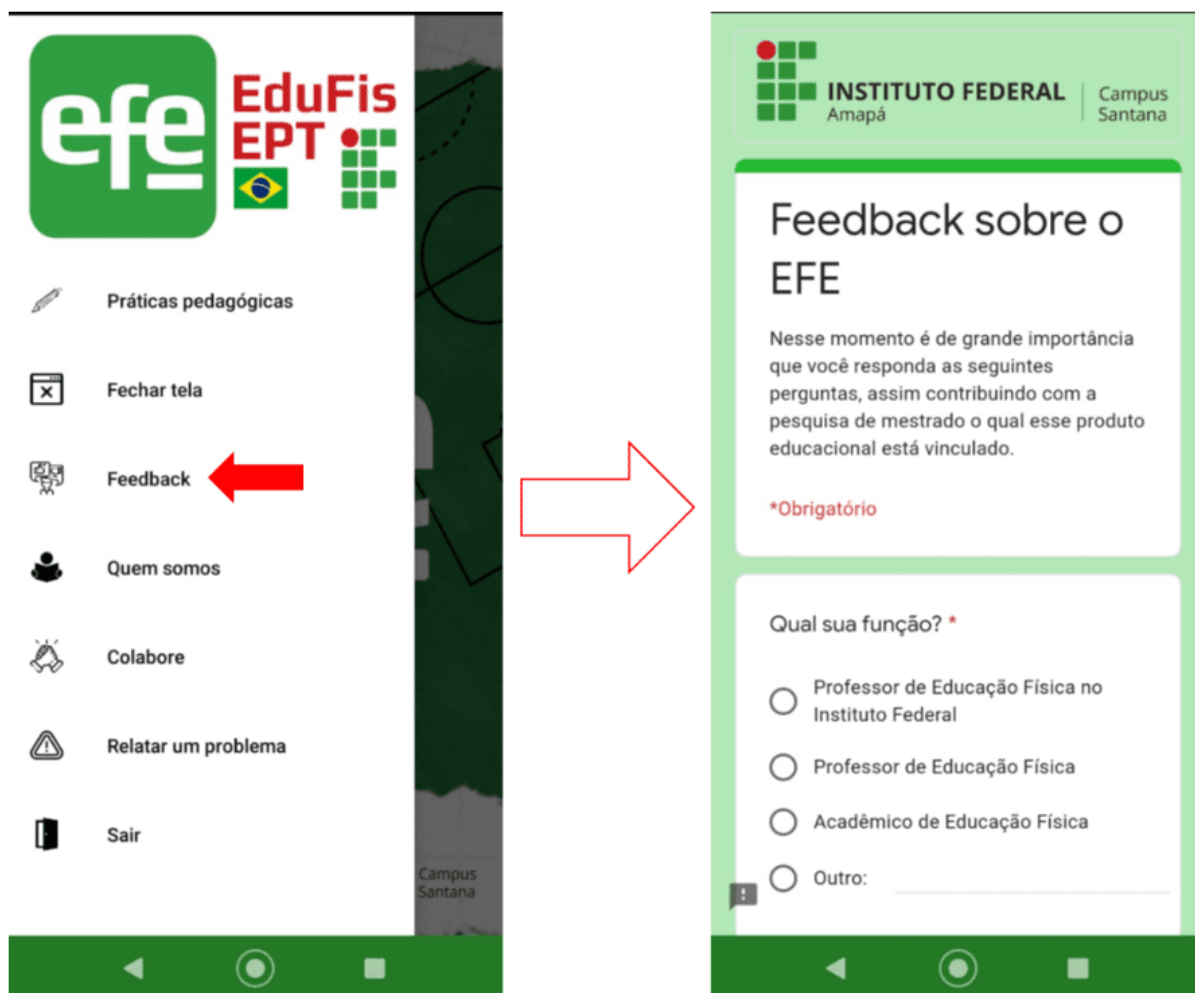 efe
EduFis
EPT
Práticas pedagógicas
Fechar tela
Feedback
Quem somos
Colabore
Relatar um problema
Sair
Campus
Santana
INSTITUTO FEDERAL
Amapá
Campus
Santana
Feedback sobre o
EFE
Nesse momento é de grande importância
que você responda as seguintes
perguntas, assim contribuindo com a
pesquisa de mestrado o qual esse produto
educacional está vinculado.
*Obrigatório
Qual sua função? *
Professor de Educação Física no
Instituto Federal
Professor de Educação Física
Acadêmico de Educação Física
Outro: